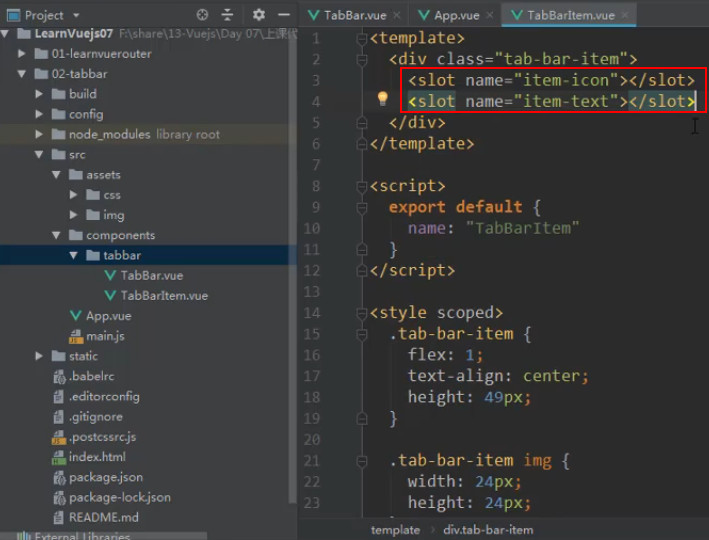 Project
LearnVuejs07 F:\share\13-Vuejs\Day 07\上课代
01-learnvuerouter
02-tabbar
build
config
node_modules library root
src
assets
css
img
components
tabbar
TabBar.vue
TabBarItem.vue
App.vue
main.js
static
.babelrc
.editorconfig
.gitignore
.postcssrc.js
index.html
package.json
package-lock.json
README.md
External Libraries
TabBar.vue App.vue TabBarItem.vue
1 <template>
2 <div class="tab-bar-item">
3 <slot name="item-icon"></slot>
4 <slot name="item-text"></slot>
5 </div>
6 </template>
7
8 <script>
9 export default {
10 name: "TabBarItem"
11 }
12 </script>
13
14 <style scoped>
15 .tab-bar-item {
16 flex: 1;
17 text-align: center;
18 height: 49px;
19 }
20
21 .tab-bar-item img {
22 width: 24px;
23 height: 24px;
template › div.tab-bar-item